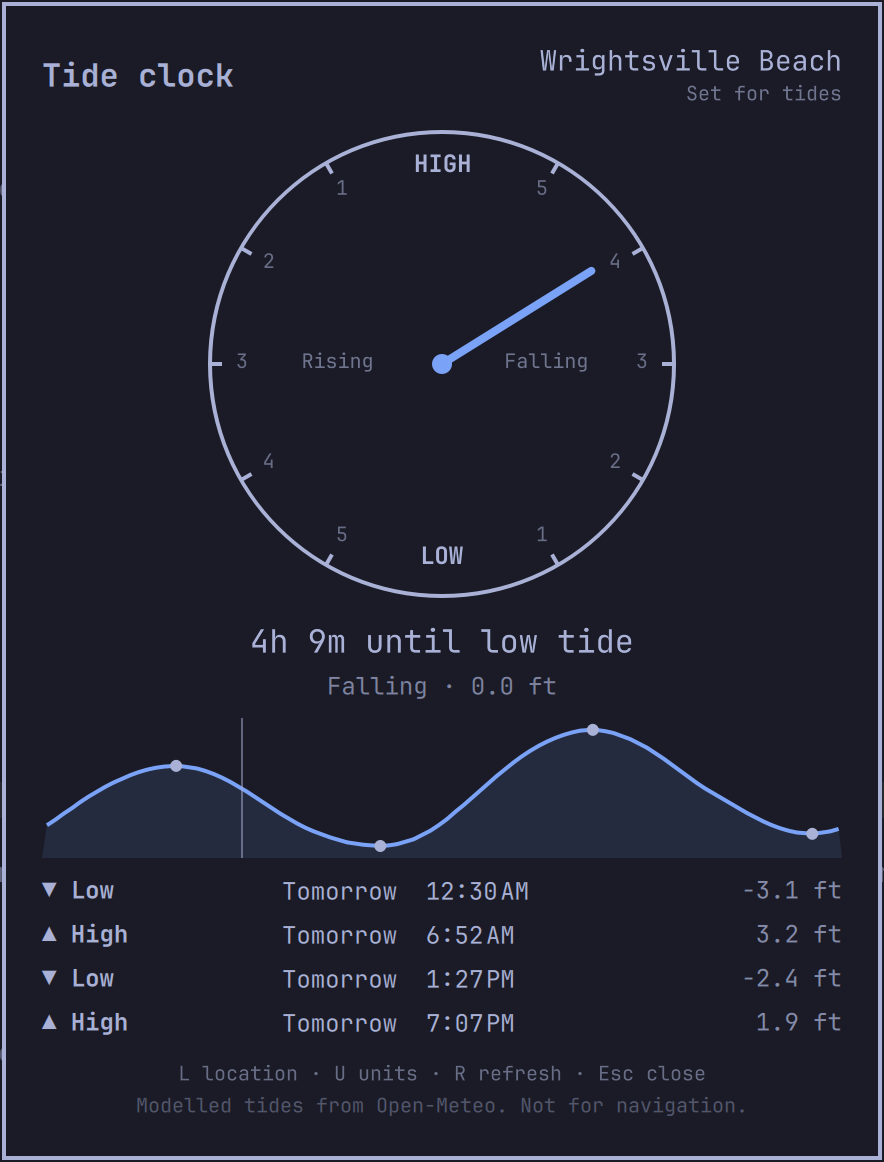 Tide clock
Wrightsville Beach
Set for tides
HIGH
1
5
2
4
3
Rising
Falling
3
4
2
5
1
LOW
4h 9m until low tide
Falling · 0.0 ft
▼ Low Tomorrow 12:30 AM -3.1 ft
▲ High Tomorrow 6:52 AM 3.2 ft
▼ Low Tomorrow 1:27 PM -2.4 ft
▲ High Tomorrow 7:07 PM 1.9 ft
L location · U units · R refresh · Esc close
Modelled tides from Open-Meteo. Not for navigation.